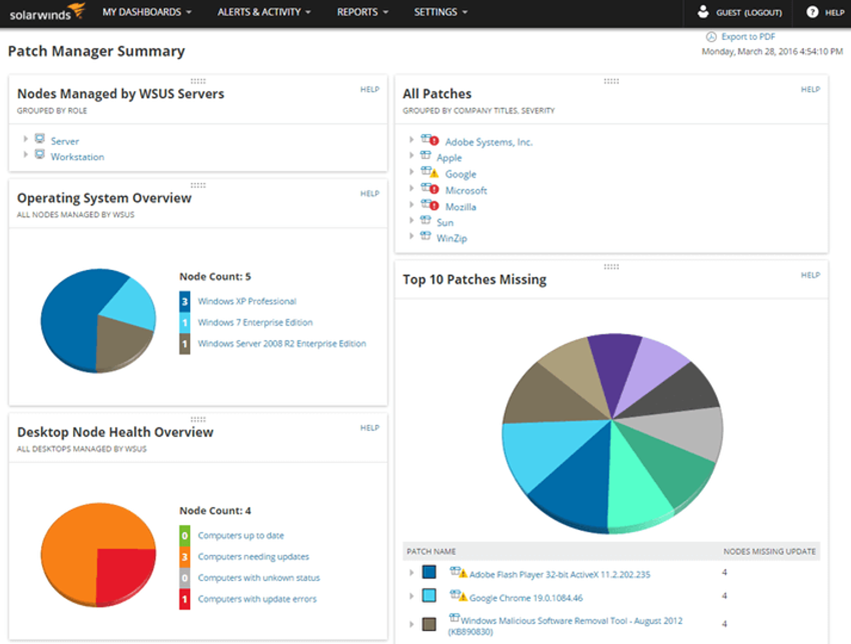 solarwinds
MY DASHBOARDS
ALERTS & ACTIVITY
REPORTS
SETTINGS
GUEST (LOGOUT)
? HELP
Patch Manager Summary
Export to PDF
Monday, March 28, 2016 4:54:10 PM
Nodes Managed by WSUS Servers
HELP
GROUPED BY ROLE
Server
Workstation
Operating System Overview
HELP
ALL NODES MANAGED BY WSUS
Node Count: 5
3 Windows XP Professional
1 Windows 7 Enterprise Edition
1 Windows Server 2008 R2 Enterprise Edition
Desktop Node Health Overview
HELP
ALL DESKTOPS MANAGED BY WSUS
Node Count: 4
0 Computers up to date
3 Computers needing updates
0 Computers with unkown status
1 Computers with update errors
All Patches
HELP
GROUPED BY COMPANY TITLES, SEVERITY
Adobe Systems, Inc.
Apple
Google
Microsoft
Mozilla
Sun
WinZip
Top 10 Patches Missing
HELP
PATCH NAME NODES MISSING UPDATE
Adobe Flash Player 32-bit ActiveX 11.2.202.235 4
Google Chrome 19.0.1084.46 4
Windows Malicious Software Removal Tool - August 2012 4
(KB890830)